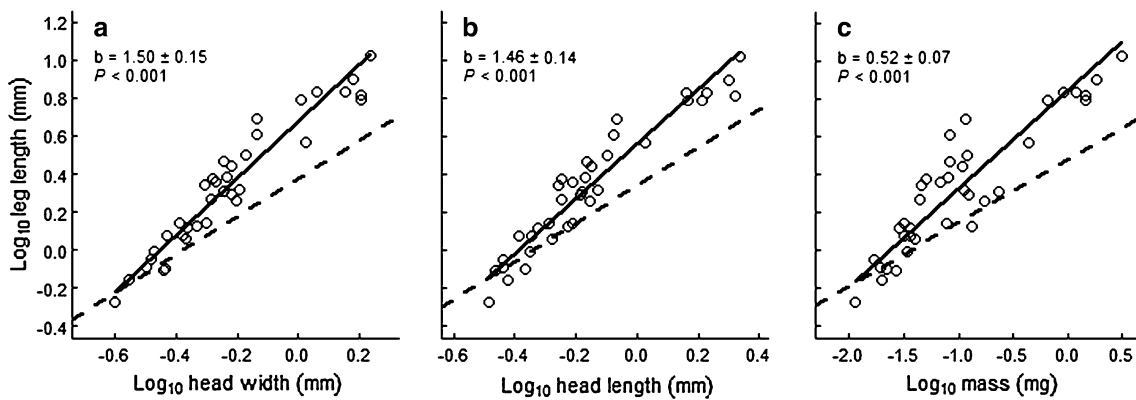 a
b = 1.50 ± 0.15
P < 0.001
Log10 leg length (mm)
1.2
1.0
0.8
0.6
0.4
0.2
0.0
-0.2
-0.4
-0.6 -0.4 -0.2 0.0 0.2
Log10 head width (mm)
b
b = 1.46 ± 0.14
P < 0.001
-0.6 -0.4 -0.2 0.0 0.2 0.4
Log10 head length (mm)
c
b = 0.52 ± 0.07
P < 0.001
-2.0 -1.5 -1.0 -0.5 0.0 0.5
Log10 mass (mg)